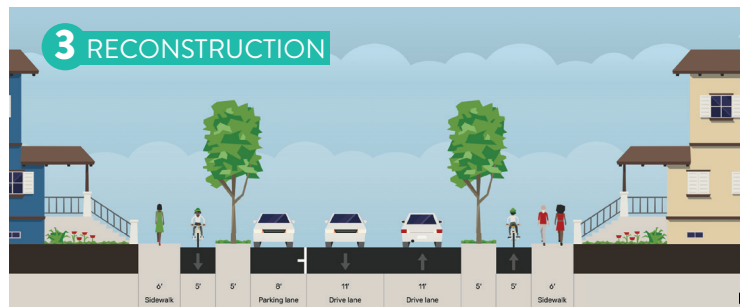 3 RECONSTRUCTION
6' 5' 5' 8' 11' 11' 5' 5' 6'
Sidewalk Parking lane Drive lane Drive lane Sidewalk